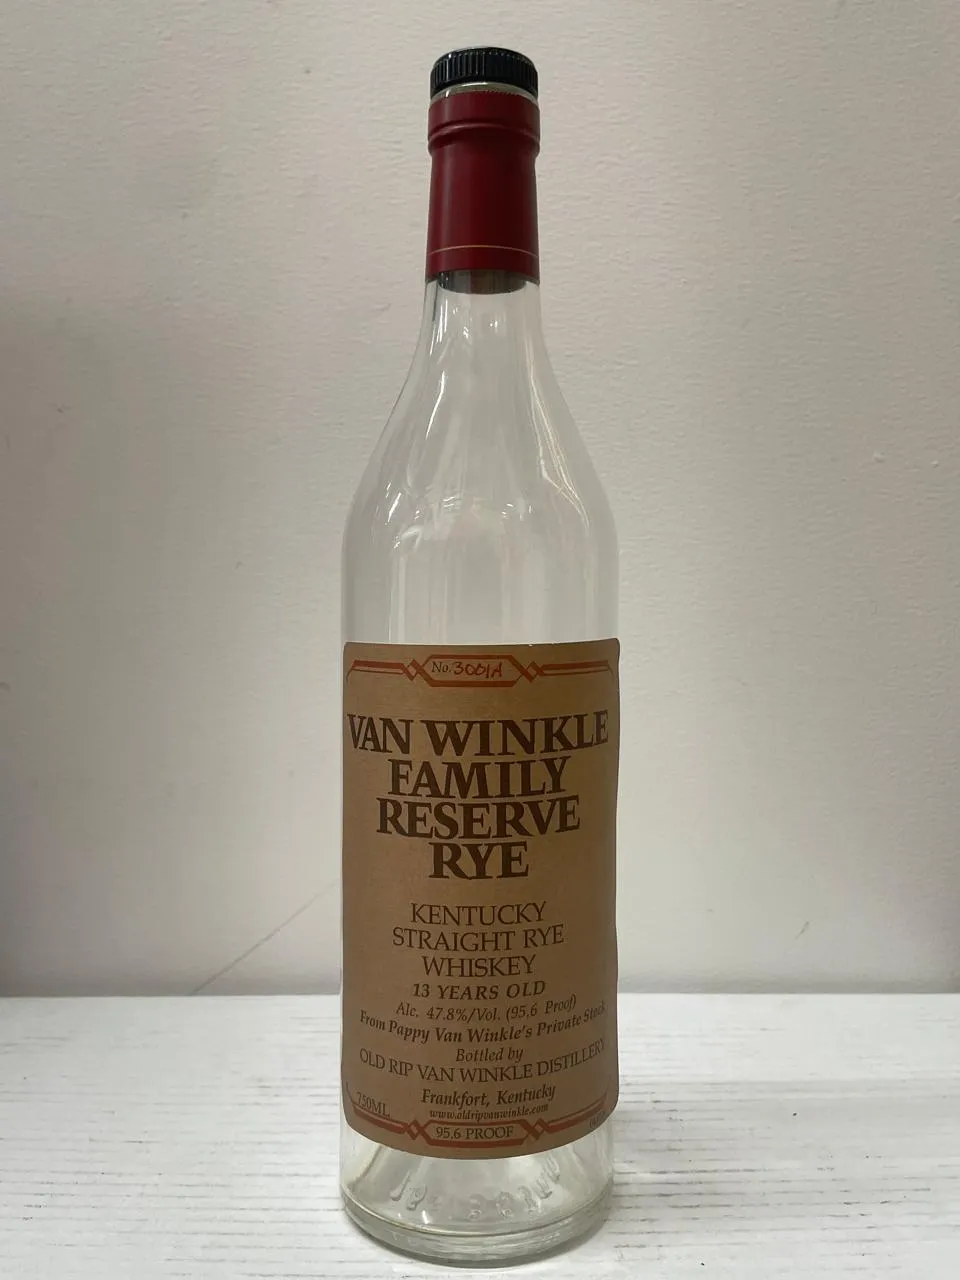 No. 3001A
VAN WINKLE
FAMILY
RESERVE
RYE
KENTUCKY
STRAIGHT RYE
WHISKEY
13 YEARS OLD
Alc. 47.8%/Vol. (95.6 Proof)
From Pappy Van Winkle's Private Stock
Bottled by
OLD RIP VAN WINKLE DISTILLERY
Frankfort, Kentucky
750ML
www.oldripvanwinkle.com
95.6 PROOF